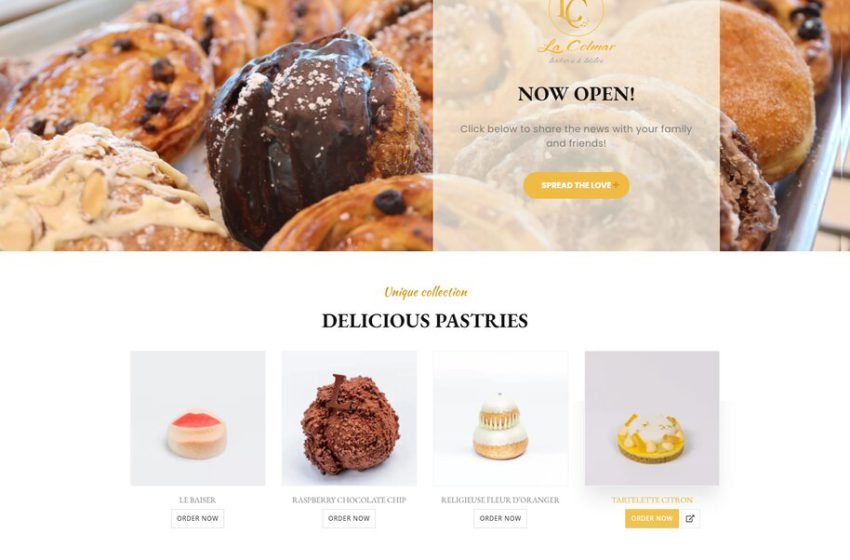 LC
La Colmar
NOW OPEN!
Click below to share the news with your family
and friends!
SPREAD THE LOVE
Unique collection
DELICIOUS PASTRIES
LE BAISER
RASPBERRY CHOCOLATE CHIP
RELIGIEUSE FLEUR D'ORANGER
TARTELETTE CITRON
ORDER NOW
ORDER NOW
ORDER NOW
ORDER NOW